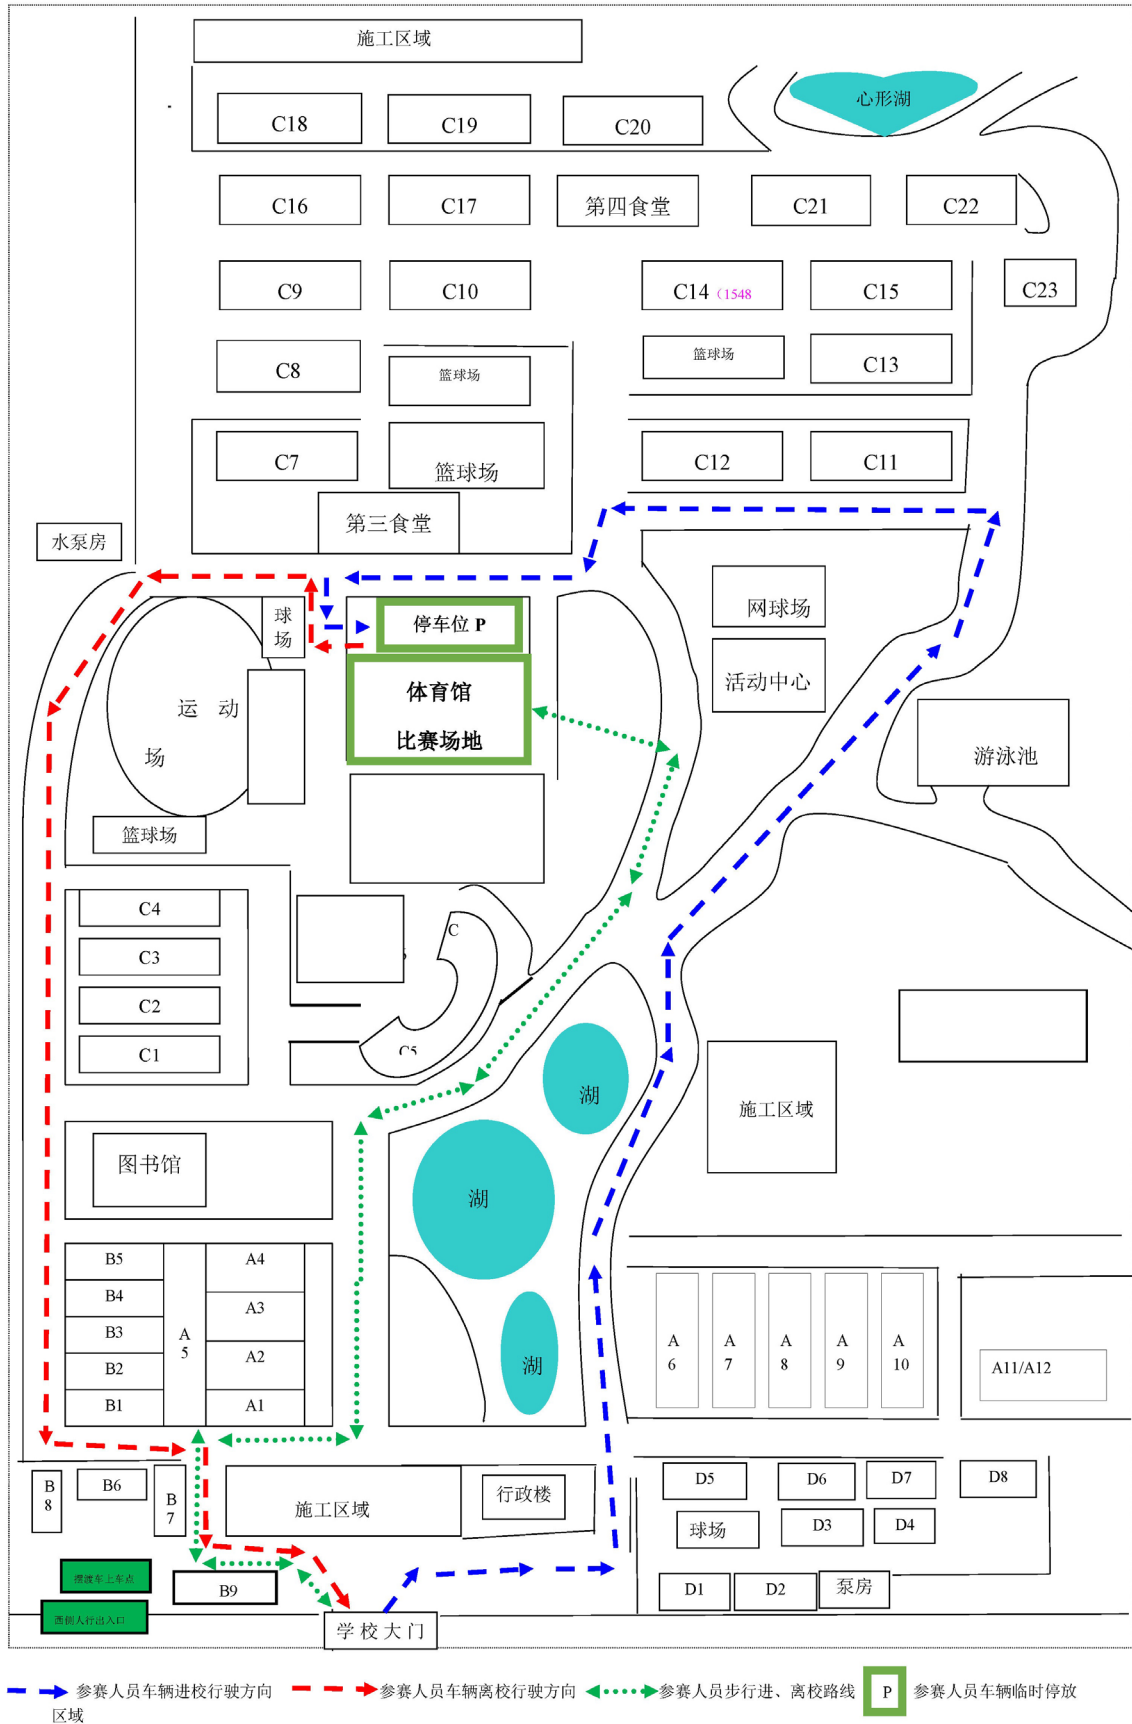 施工区域
心形湖
C18
C19
C20
C16
C17
第四食堂
C21
C22
C9
C10
C14（1548
C15
C23
C8
篮球场
篮球场
C13
C7
篮球场
C12
C11
第三食堂
水泵房
网球场
球
场
停车位 P
体育馆
比赛场地
活动中心
运 动
场
游泳池
篮球场
C4
C
C3
C2
C1
C5
湖
施工区域
图书馆
湖
B5
A4
B4
A3
B3
A
5
B2
A2
B1
A1
湖
A
6
A
7
A
8
A
9
A
10
A11/A12
B
8
B6
B
7
施工区域
行政楼
D5
D6
D7
D8
球场
D3
D4
摆渡车上车点
B9
D1
D2
泵房
西侧人行出入口
学校大门
参赛人员车辆进校行驶方向
参赛人员车辆离校行驶方向
参赛人员步行进、离校路线
P
参赛人员车辆临时停放
区域